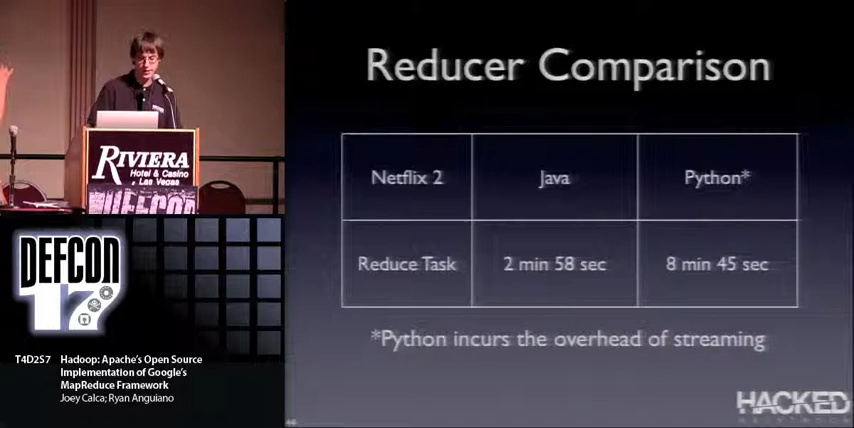 Reducer Comparison
Netflix 2
Java
Python*
Reduce Task
2 min 58 sec
8 min 45 sec
*Python incurs the overhead of streaming
HACKED
RIVIERA
Hotel & Casino
Las Vegas
DEFCON
DEFCON
17
T4D2S7
Hadoop: Apache's Open Source
Implementation of Google's
MapReduce Framework
Joey Calca; Ryan Anguiano